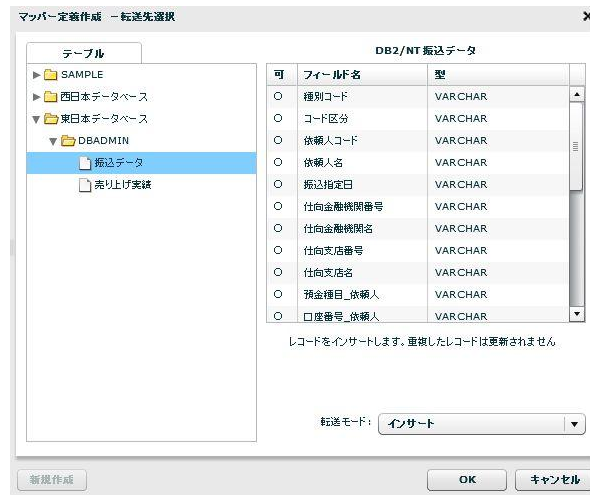 マッパー定義作成 －転送先選択
テーブル
SAMPLE
西日本データベース
東日本データベース
DBADMIN
振込データ
売り上げ実績
DB2/NT 振込データ
可 フィールド名 型
○ 種別コード VARCHAR
○ コード区分 VARCHAR
○ 依頼人コード VARCHAR
○ 依頼人名 VARCHAR
○ 振込指定日 VARCHAR
○ 仕向金融機関番号 VARCHAR
○ 仕向金融機関名 VARCHAR
○ 仕向支店番号 VARCHAR
○ 仕向支店名 VARCHAR
○ 預金種目_依頼人 VARCHAR
○ 口座番号_依頼人 VARCHAR
レコードをインサートします。重複したレコードは更新されません
転送モード： インサート
新規作成 OK キャンセル